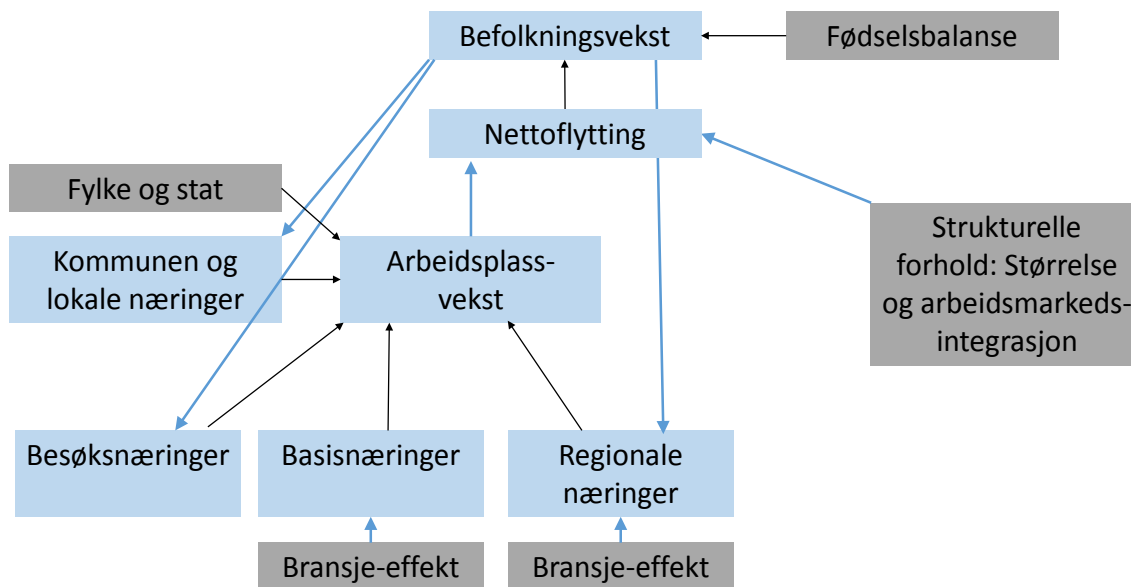 Befolkningsvekst
Fødselsbalanse
Nettoflytting
Fylke og stat
Kommunen og
lokale næringer
Arbeidsplass-
vekst
Strukturelle
forhold: Størrelse
og arbeidsmarkeds-
integrasjon
Besøksnæringer
Basisnæringer
Regionale
næringer
Bransje-effekt
Bransje-effekt